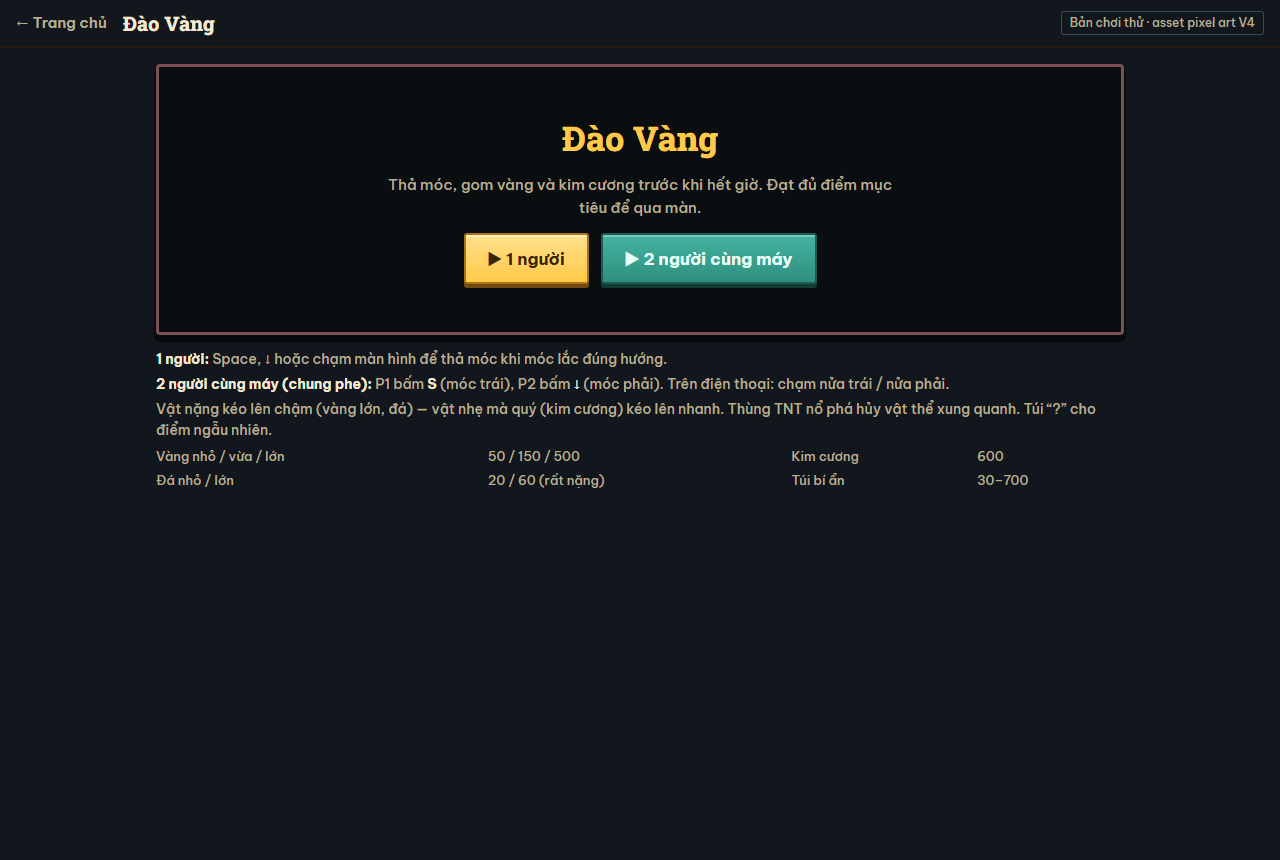 ← Trang chủ Đào Vàng Bản chơi thử · asset pixel art V4
Đào Vàng
Thả móc, gom vàng và kim cương trước khi hết giờ. Đạt đủ điểm mục
tiêu để qua màn.
▶ 1 người ▶ 2 người cùng máy
1 người: Space, ↓ hoặc chạm màn hình để thả móc khi móc lắc đúng hướng.
2 người cùng máy (chung phe): P1 bấm S (móc trái), P2 bấm ↓ (móc phải). Trên điện thoại: chạm nửa trái / nửa phải.
Vật nặng kéo lên chậm (vàng lớn, đá) — vật nhẹ mà quý (kim cương) kéo lên nhanh. Thùng TNT nổ phá hủy vật thể xung quanh. Túi “?” cho
điểm ngẫu nhiên.
Vàng nhỏ / vừa / lớn 50 / 150 / 500 Kim cương 600
Đá nhỏ / lớn 20 / 60 (rất nặng) Túi bí ẩn 30–700